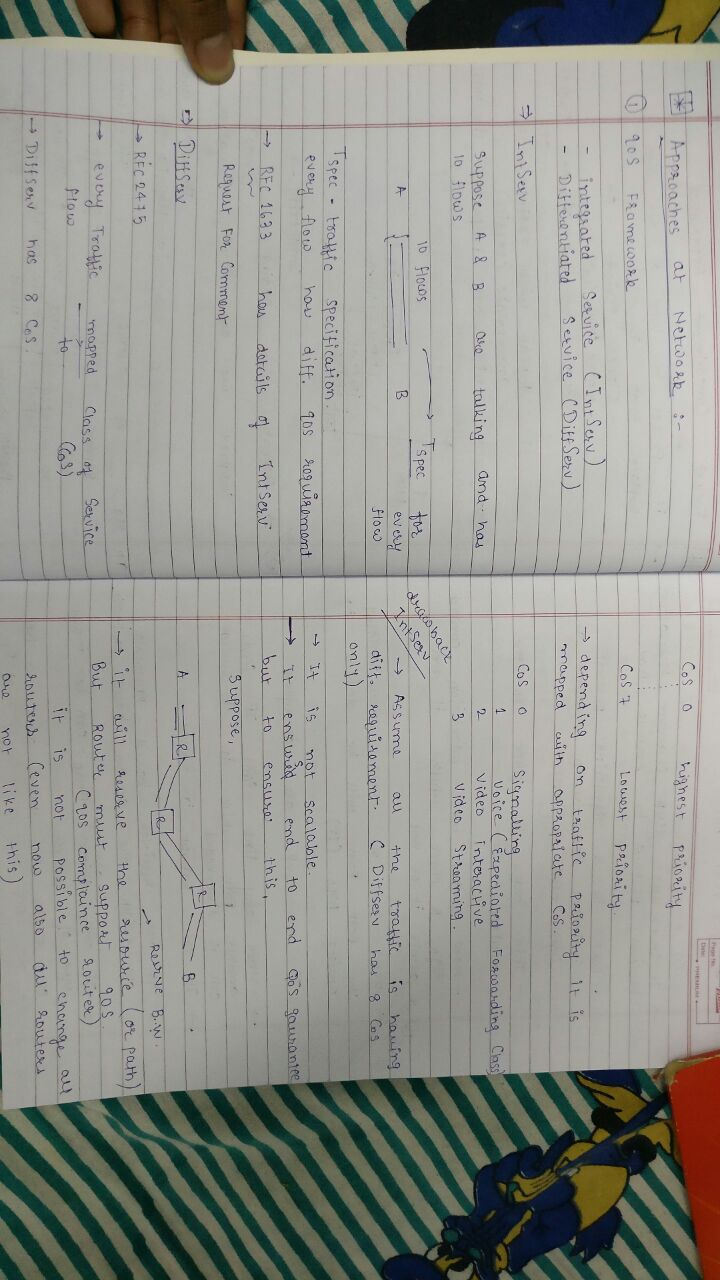 * Approaches at Network :-
① QOS Framework
- integrated Service (IntServ)
- Differentiated Service (DiffServ)
⇒ IntServ
suppose A & B are talking and has
10 flows
10 flows
A
B
Tspec for
every
flow
Tspec - traffic specification.
every flow has diff. QOS requirement
→ RFC 1633 has details of IntServ
Request For Comment
⇒ DiffServ
→ RFC 2475
→ every Traffic mapped Class of Service
flow to (CoS)
→ Diffserv has 8 CoS.
CoS 0 highest priority
CoS 7 Lowest priority
→ depending on traffic priority it is
mapped with appropriate CoS.
CoS 0 Signalling
1 Voice (Expediated Forwarding Class)
2 Video interactive
3 Video Streaming.
drawback
IntServ
→ Assume all the traffic is having
diff. requirement. (Diffserv has 8 CoS
only)
→ It is not scalable.
→ It ensures end to end QoS gaurantee
but to ensure this,
suppose,
A R R R B
→ Reserve B.W.
→ it will reserve the resource (or path)
But Router must support QOS.
(QOS complaince router)
it is not possible to change all
routers (even now also all routers
are not like this)
Page No.
Date: